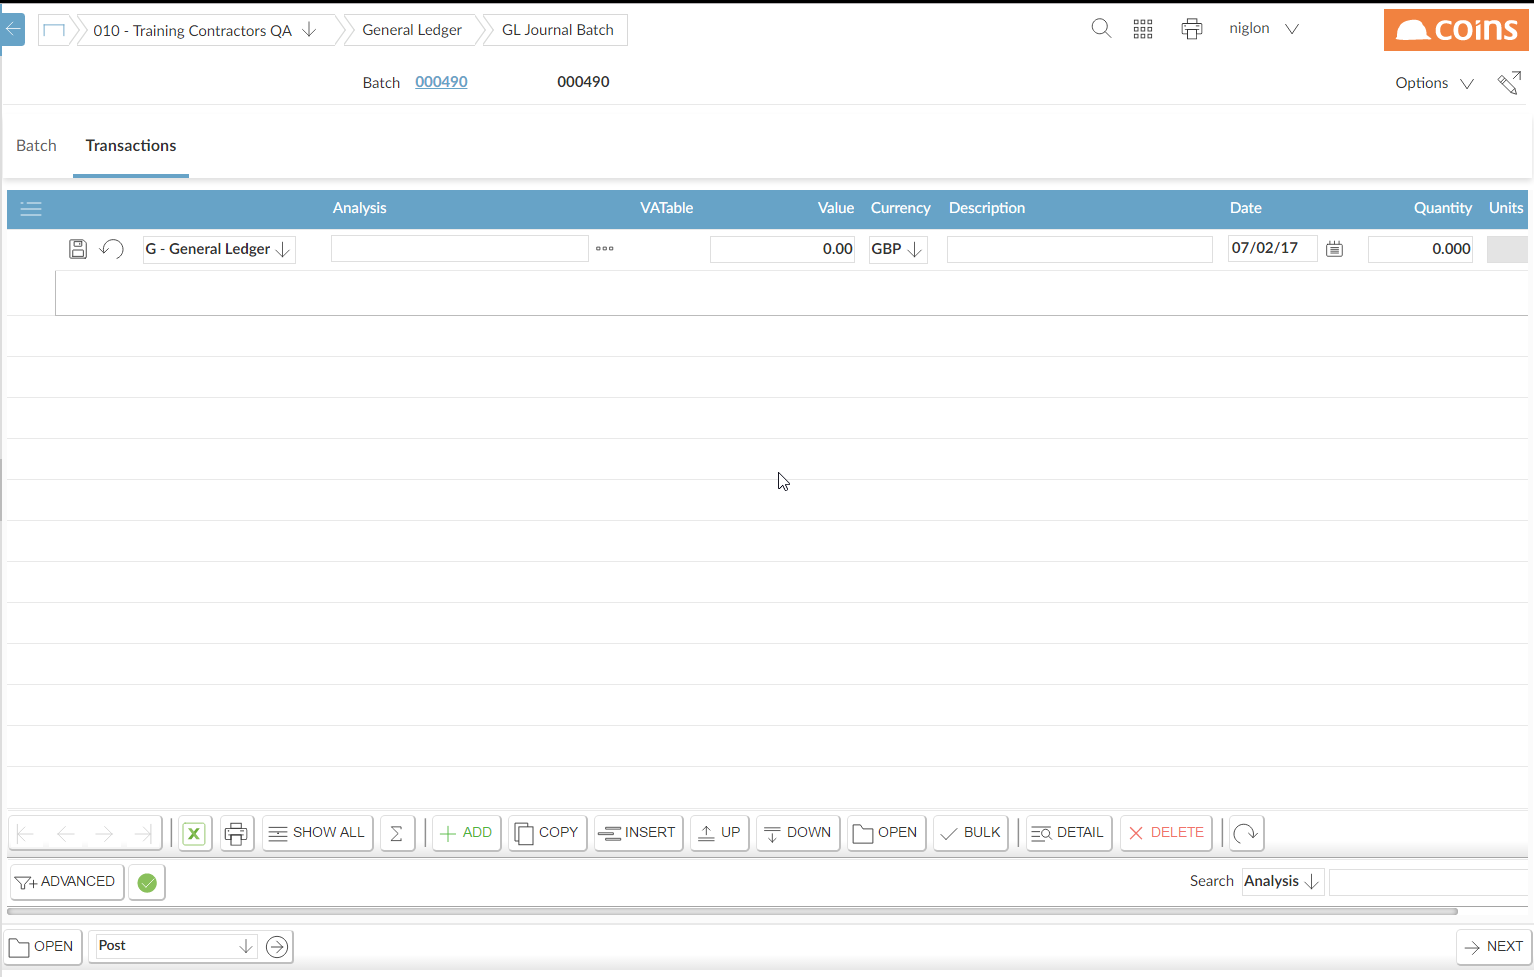 010 - Training Contractors QA General Ledger GL Journal Batch niglon coins
Batch 000490 000490 Options
Batch Transactions
Analysis VATable Value Currency Description Date Quantity Units
G - General Ledger 0.00 GBP 07/02/17 0.000
X SHOW ALL Σ ADD COPY INSERT UP DOWN OPEN BULK DETAIL DELETE
ADVANCED Search Analysis
OPEN Post NEXT